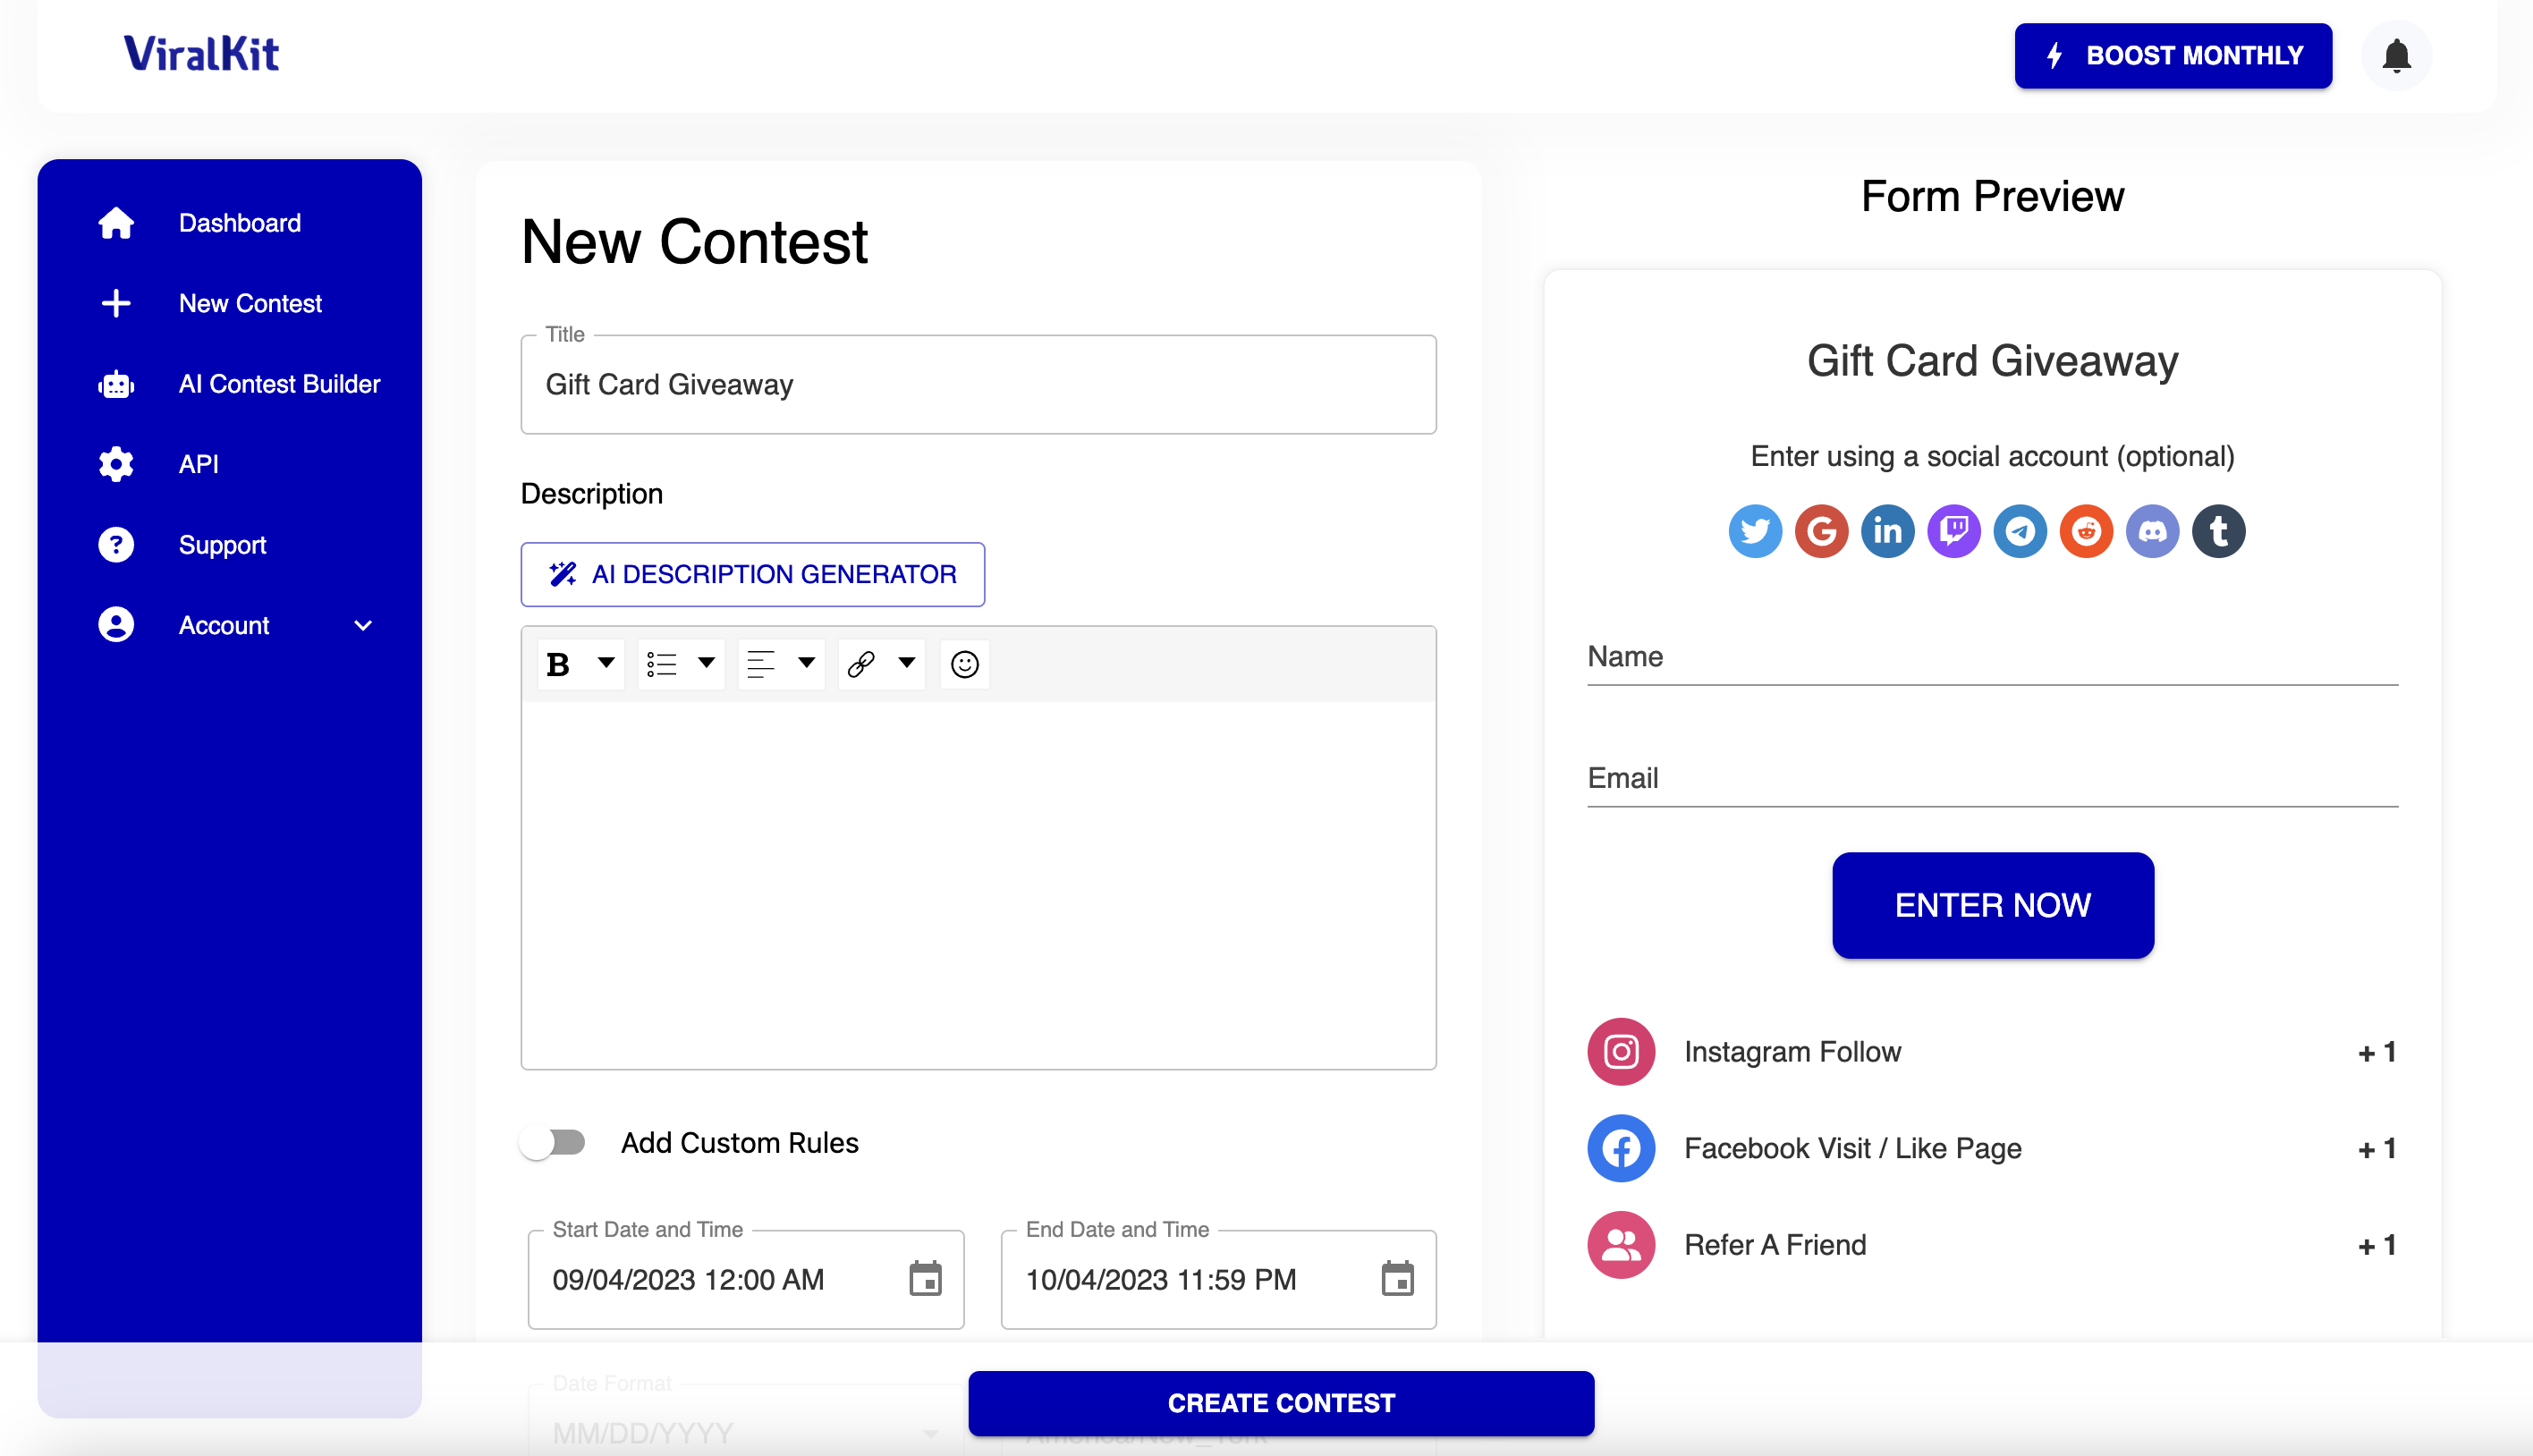 ViralKit
BOOST MONTHLY
Dashboard
New Contest
AI Contest Builder
API
Support
Account
New Contest
Title
Gift Card Giveaway
Description
AI DESCRIPTION GENERATOR
B
Add Custom Rules
Start Date and Time
09/04/2023 12:00 AM
End Date and Time
10/04/2023 11:59 PM
Date Format
MM/DD/YYYY
America/New_York
CREATE CONTEST
Form Preview
Gift Card Giveaway
Enter using a social account (optional)
Name
Email
ENTER NOW
Instagram Follow +1
Facebook Visit / Like Page +1
Refer A Friend +1